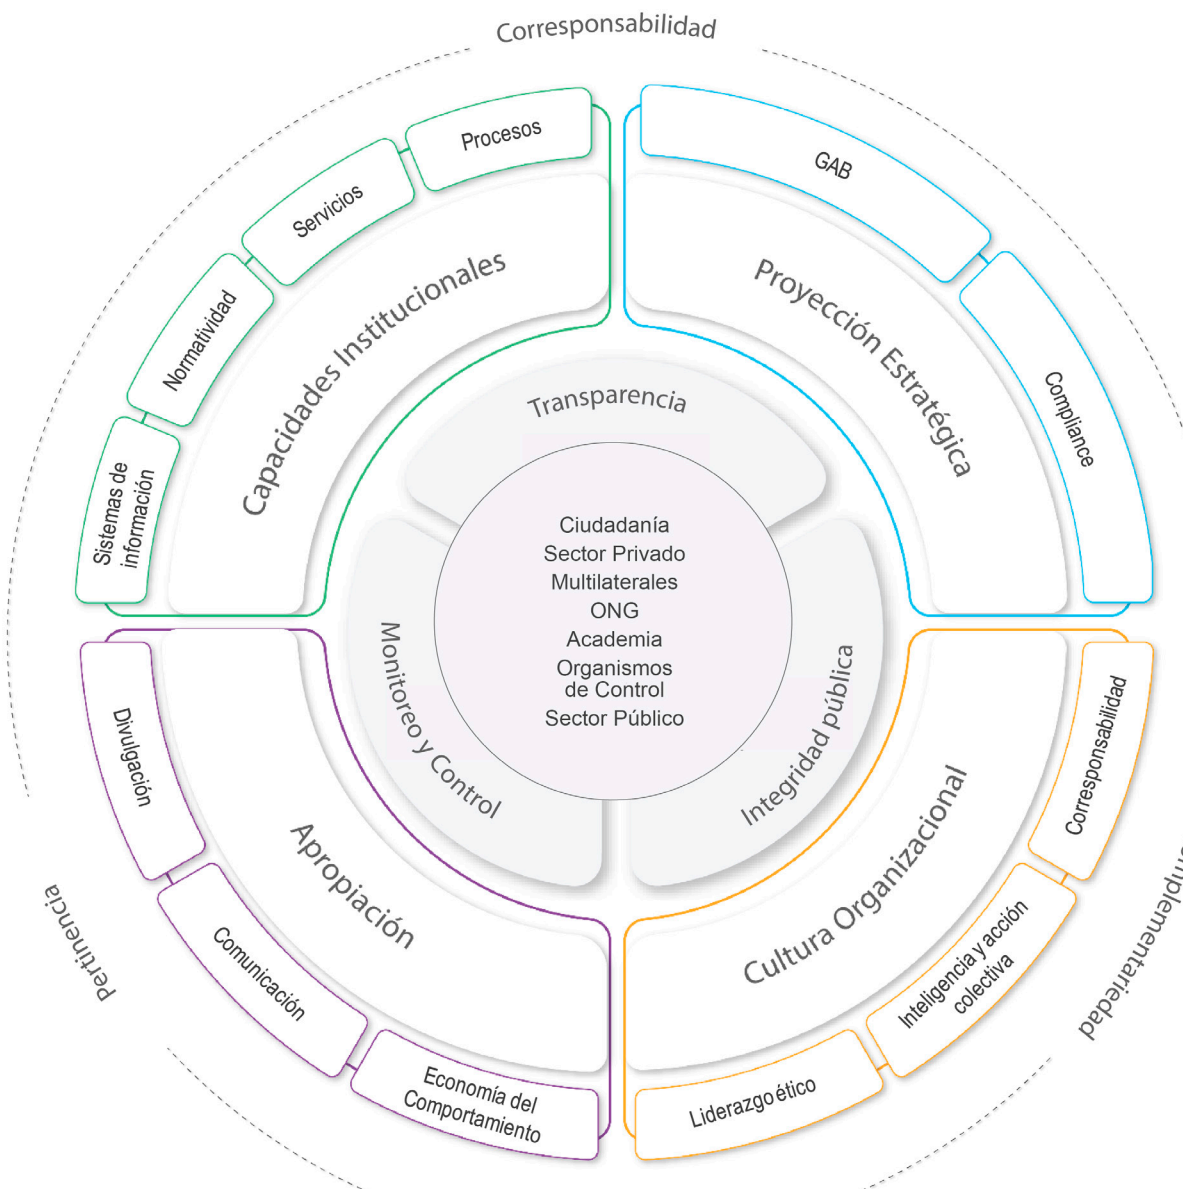 Corresponsabilidad
Procesos
Servicios
Normatividad
Sistemas de
información
Capacidades Institucionales
GAB
Compliance
Proyección Estratégica
Transparencia
Ciudadanía
Sector Privado
Multilaterales
ONG
Academia
Organismos
de Control
Sector Público
Monitoreo y Control
Integridad pública
Divulgación
Comunicación
Economía del
Comportamiento
Apropiación
Corresponsabilidad
Inteligencia y acción
colectiva
Liderazgo ético
Cultura Organizacional
Pertinencia
omplementariedad